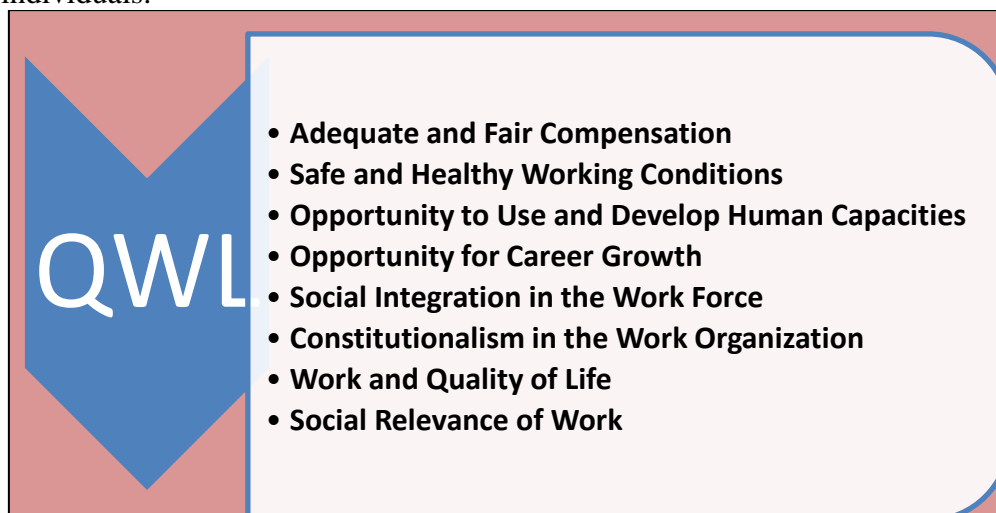 individuals.
QWL
• Adequate and Fair Compensation
• Safe and Healthy Working Conditions
• Opportunity to Use and Develop Human Capacities
• Opportunity for Career Growth
• Social Integration in the Work Force
• Constitutionalism in the Work Organization
• Work and Quality of Life
• Social Relevance of Work